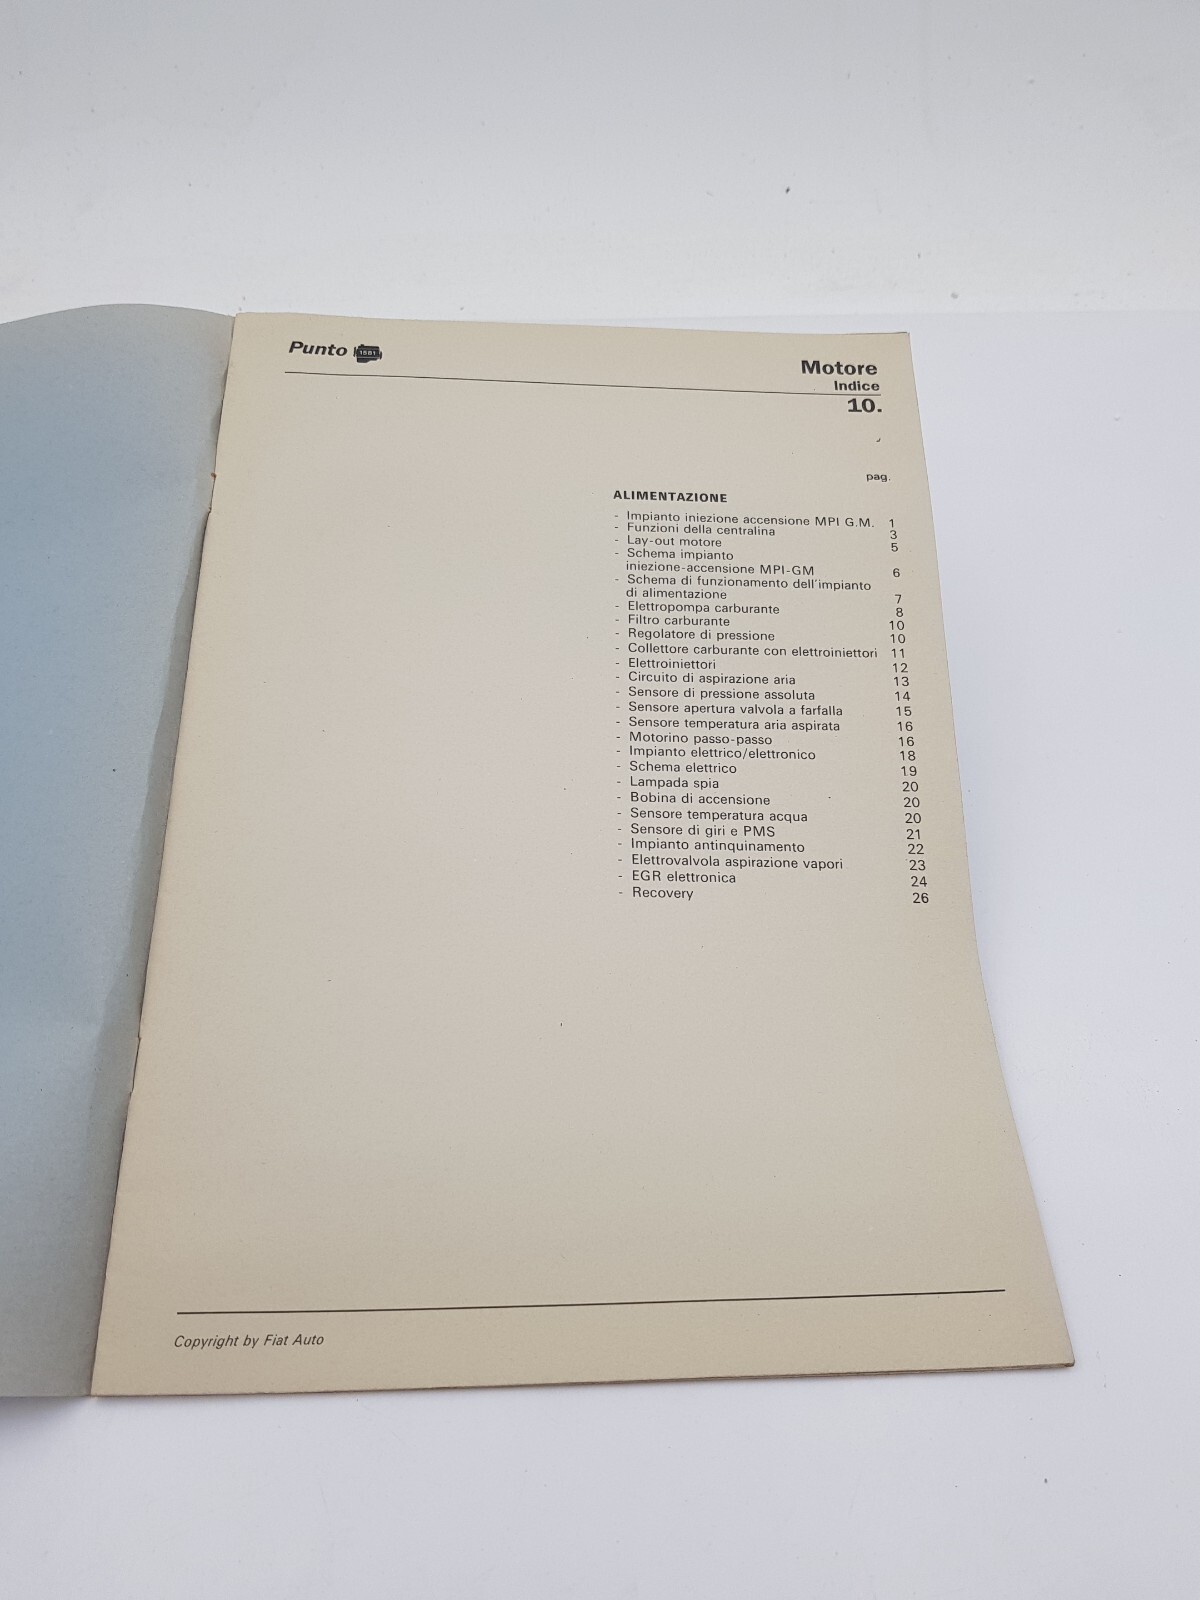 Punto 1581
Motore
Indice
10.
pag.
ALIMENTAZIONE
- Impianto iniezione accensione MPI G.M. 1
- Funzioni della centralina 3
- Lay-out motore 5
- Schema impianto
iniezione-accensione MPI-GM 6
- Schema di funzionamento dell'impianto
di alimentazione 7
- Elettropompa carburante 8
- Filtro carburante 10
- Regolatore di pressione 10
- Collettore carburante con elettroiniettori 11
- Elettroiniettori 12
- Circuito di aspirazione aria 13
- Sensore di pressione assoluta 14
- Sensore apertura valvola a farfalla 15
- Sensore temperatura aria aspirata 16
- Motorino passo-passo 16
- Impianto elettrico/elettronico 18
- Schema elettrico 19
- Lampada spia 20
- Bobina di accensione 20
- Sensore temperatura acqua 20
- Sensore di giri e PMS 21
- Impianto antinquinamento 22
- Elettrovalvola aspirazione vapori 23
- EGR elettronica 24
- Recovery 26
Copyright by Fiat Auto